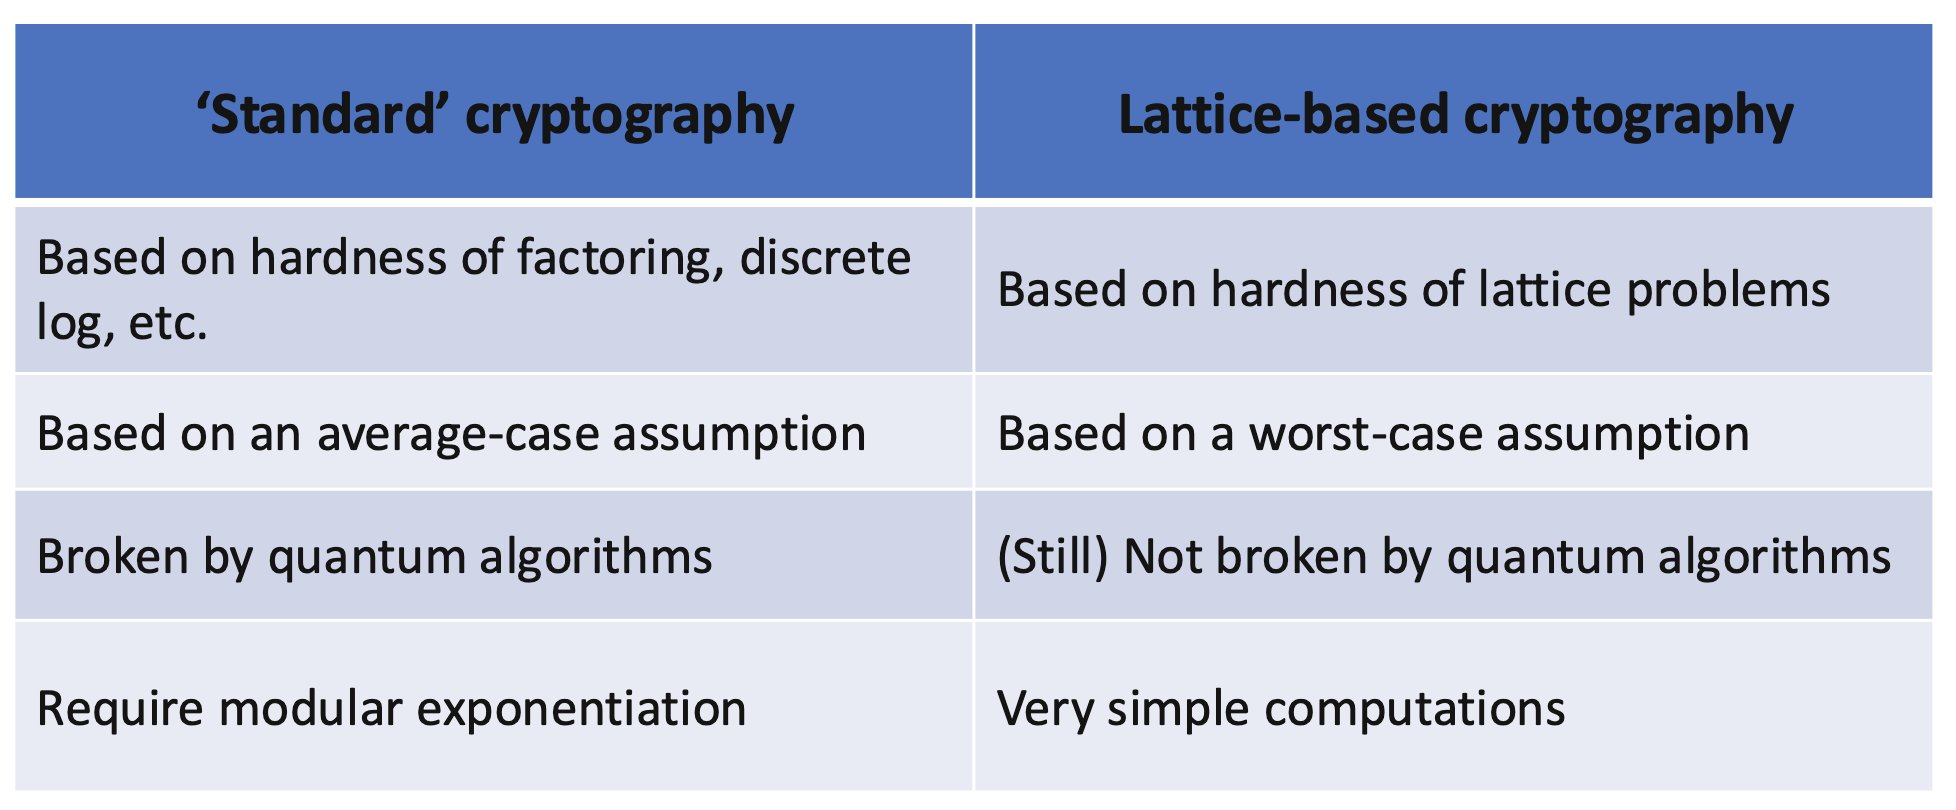 ‘Standard’ cryptography
Lattice-based cryptography
Based on hardness of factoring, discrete
log, etc.
Based on hardness of lattice problems
Based on an average-case assumption
Based on a worst-case assumption
Broken by quantum algorithms
(Still) Not broken by quantum algorithms
Require modular exponentiation
Very simple computations